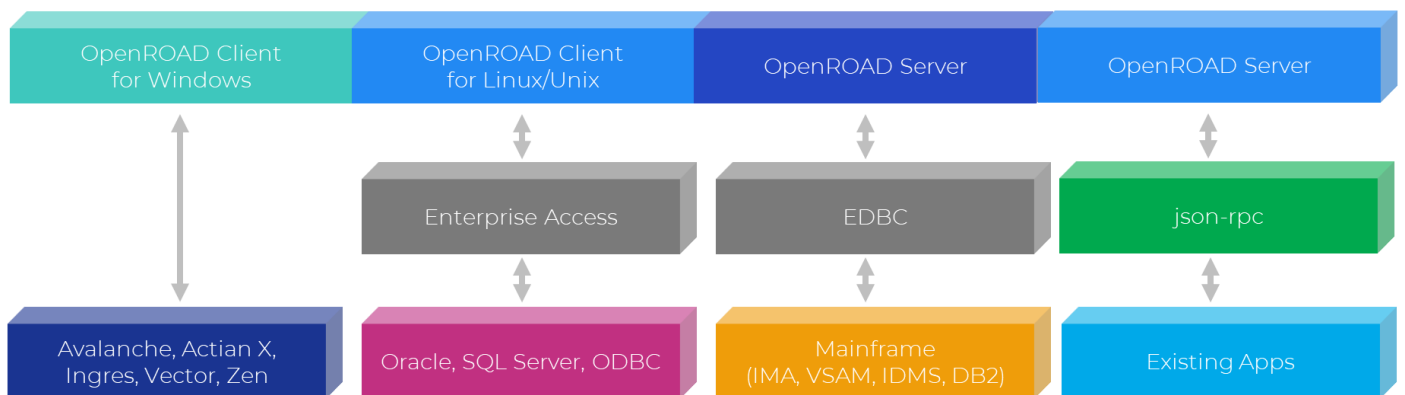 OpenROAD Client
for Windows
OpenROAD Client
for Linux/Unix
OpenROAD Server
OpenROAD Server
Enterprise Access
EDBC
json-rpc
Avalanche, Actian X,
Ingres, Vector, Zen
Oracle, SQL Server, ODBC
Mainframe
(IMA, VSAM, IDMS, DB2)
Existing Apps